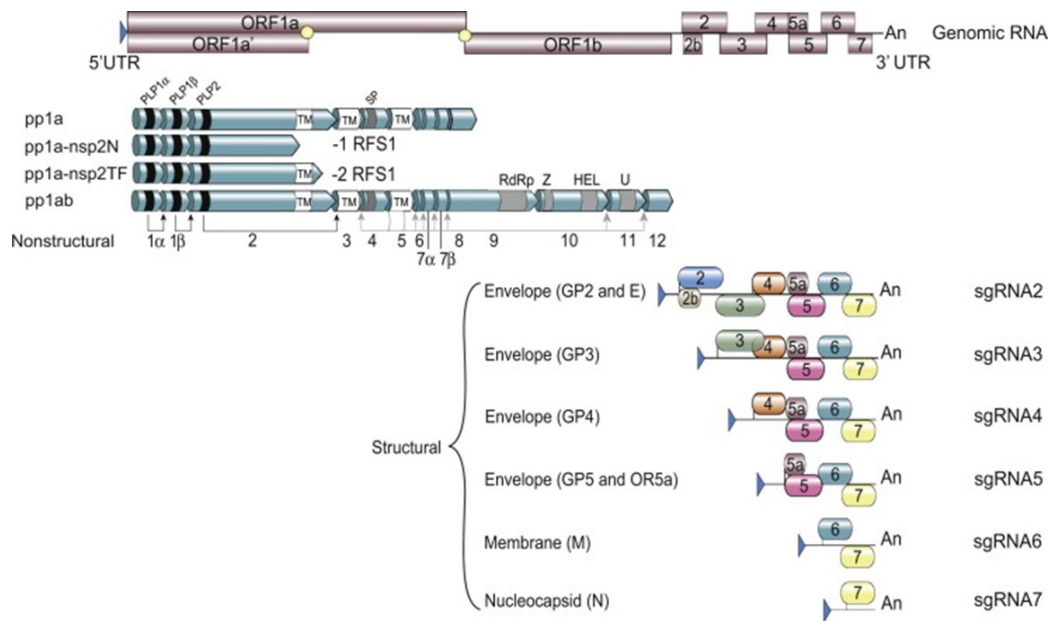 ORF1a 2 4 5a 6 An Genomic RNA
ORF1a' ORF1b 2b 3 5 7
5'UTR 3' UTR
PLP1α PLP1β PLP2 SP
pp1a TM TM TM
pp1a-nsp2N -1 RFS1
pp1a-nsp2TF TM -2 RFS1
RdRp Z HEL U
pp1ab TM TM TM
Nonstructural 1α 1β 2 3 4 5 6 8 9 10 11 12
7α 7β
Envelope (GP2 and E) 2 2b 3 4 5a 5 6 7 An sgRNA2
Envelope (GP3) 3 4 5a 5 6 7 An sgRNA3
Envelope (GP4) 4 5a 5 6 7 An sgRNA4
Structural
Envelope (GP5 and OR5a) 5a 5 6 7 An sgRNA5
Membrane (M) 6 7 An sgRNA6
Nucleocapsid (N) 7 An sgRNA7